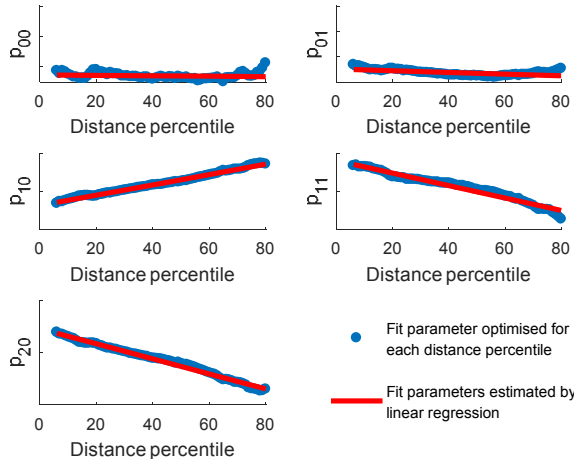 p00
0 20 40 60 80
Distance percentile
p01
0 20 40 60 80
Distance percentile
p10
0 20 40 60 80
Distance percentile
p11
0 20 40 60 80
Distance percentile
p20
0 20 40 60 80
Distance percentile
Fit parameter optimised for
each distance percentile
Fit parameters estimated by
linear regression